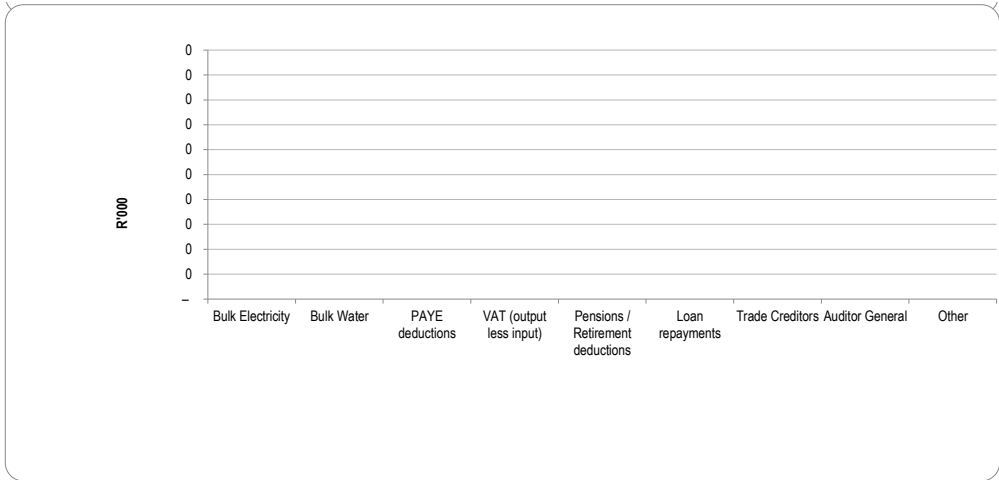 0
0
0
0
0
0
0
0
0
0
–
R'000
Bulk Electricity
Bulk Water
PAYE
deductions
VAT (output
less input)
Pensions /
Retirement
deductions
Loan
repayments
Trade Creditors
Auditor General
Other